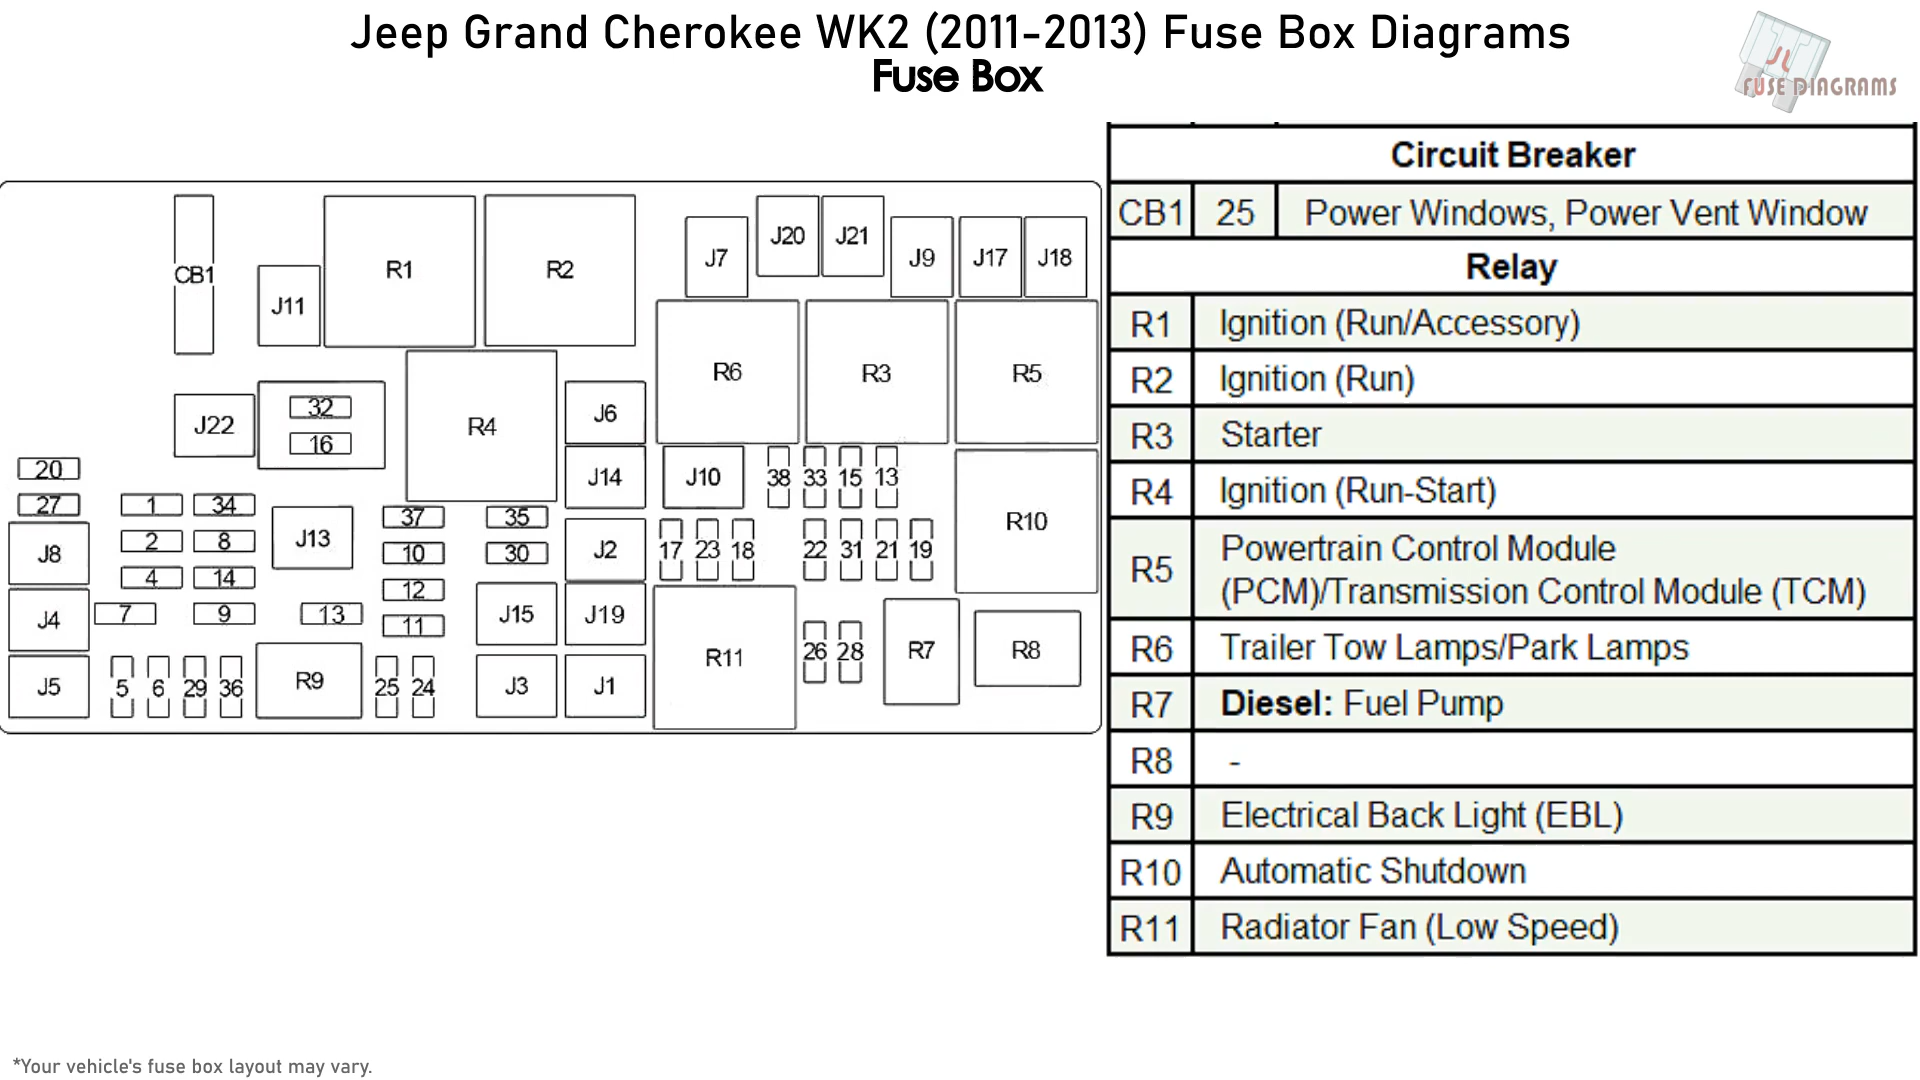 Jeep Grand Cherokee WK2 (2011-2013) Fuse Box Diagrams
Fuse Box
JL
FUSE DIAGRAMS
CB1
J11
R1
R2
J7
J20
J21
J9
J17
J18
R6
R3
R5
J22
32
16
R4
J6
J14
J10
38
33
15
13
R10
20
27
1
34
2
8
4
14
7
9
J13
13
37
10
12
11
35
30
J2
17
23
18
22
31
21
19
J8
J4
J5
5
6
29
36
R9
25
24
J15
J19
J3
J1
R11
26
28
R7
R8
Circuit Breaker
CB1 25 Power Windows, Power Vent Window
Relay
R1 Ignition (Run/Accessory)
R2 Ignition (Run)
R3 Starter
R4 Ignition (Run-Start)
R5 Powertrain Control Module
(PCM)/Transmission Control Module (TCM)
R6 Trailer Tow Lamps/Park Lamps
R7 Diesel: Fuel Pump
R8 -
R9 Electrical Back Light (EBL)
R10 Automatic Shutdown
R11 Radiator Fan (Low Speed)
*Your vehicle's fuse box layout may vary.